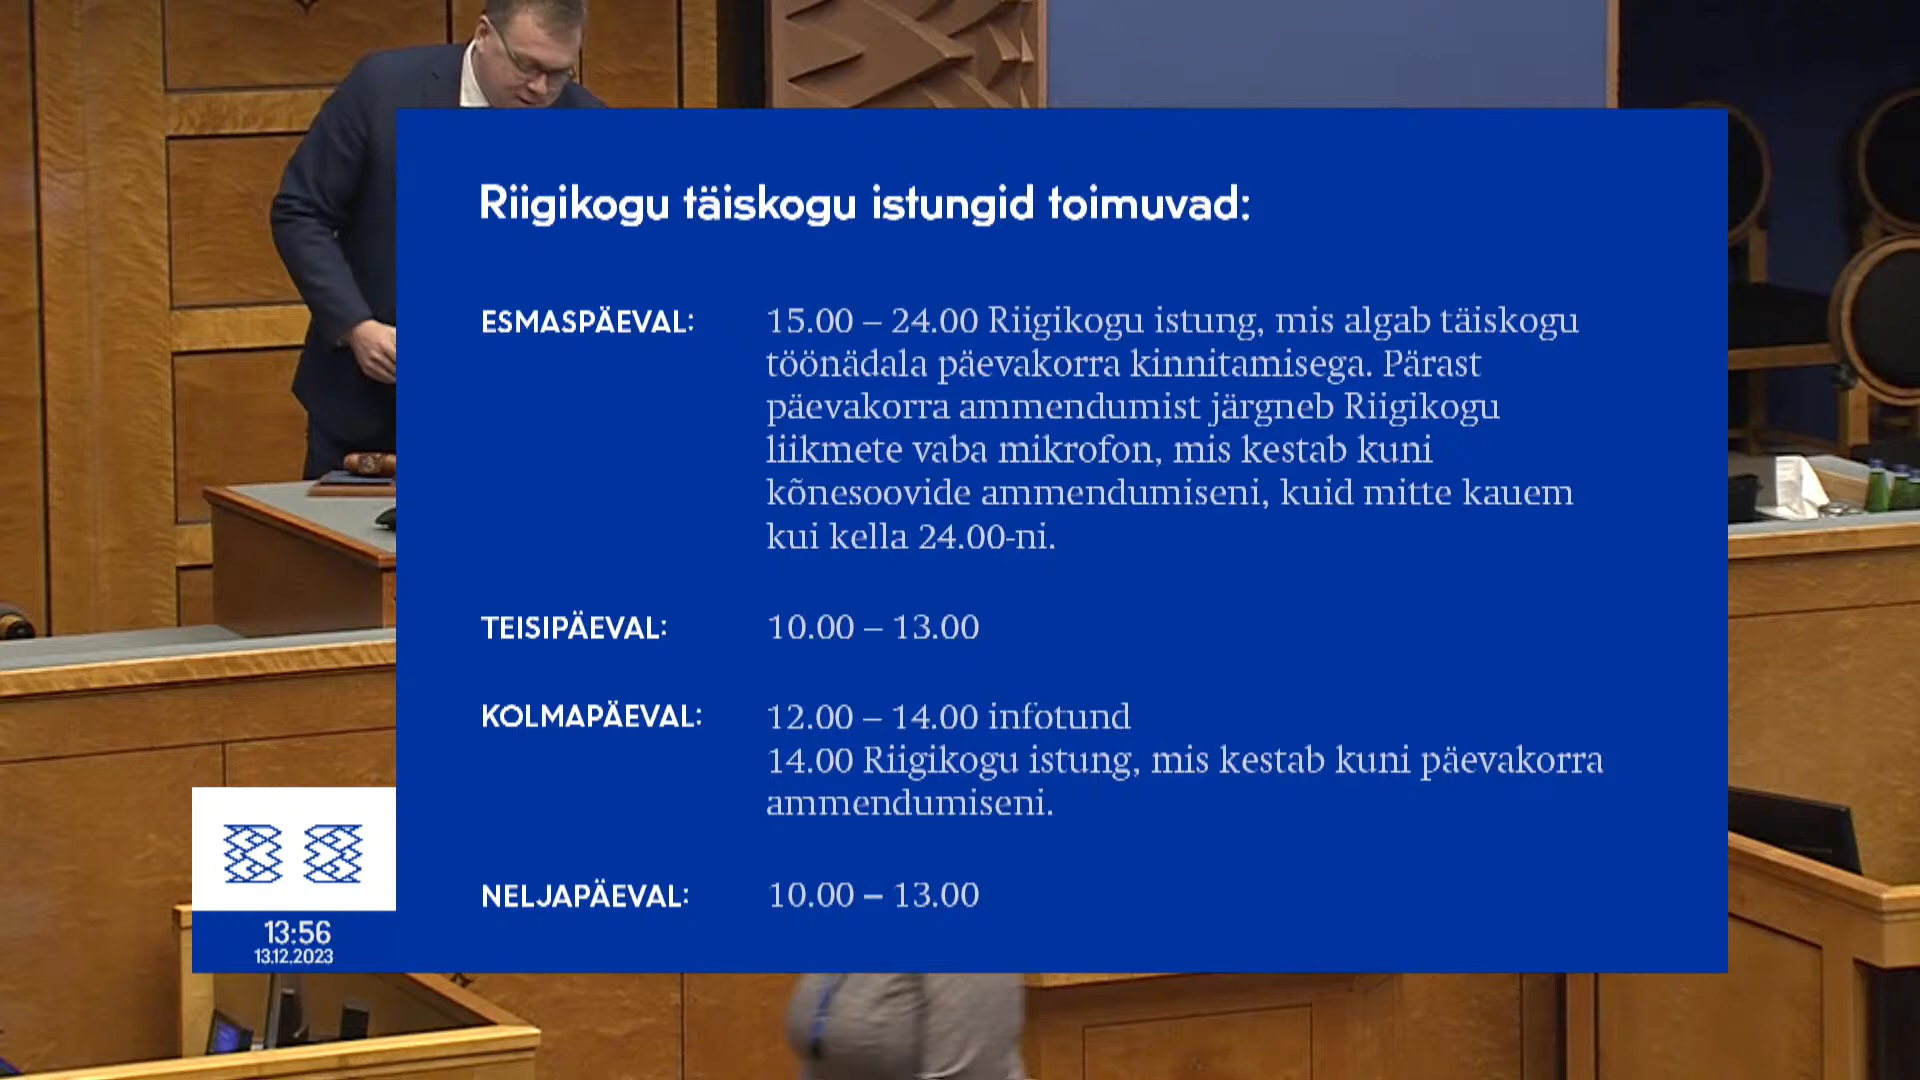 Riigikogu täiskogu istungid toimuvad:
ESMASPÄEVAL: 15.00 – 24.00 Riigikogu istung, mis algab täiskogu
töönädala päevakorra kinnitamisega. Pärast
päevakorra ammendumist järgneb Riigikogu
liikmete vaba mikrofon, mis kestab kuni
kõnesoovide ammendumiseni, kuid mitte kauem
kui kella 24.00-ni.
TEISIPÄEVAL: 10.00 – 13.00
KOLMAPÄEVAL: 12.00 – 14.00 infotund
14.00 Riigikogu istung, mis kestab kuni päevakorra
ammendumiseni.
NELJAPÄEVAL: 10.00 – 13.00
13:56
13.12.2023